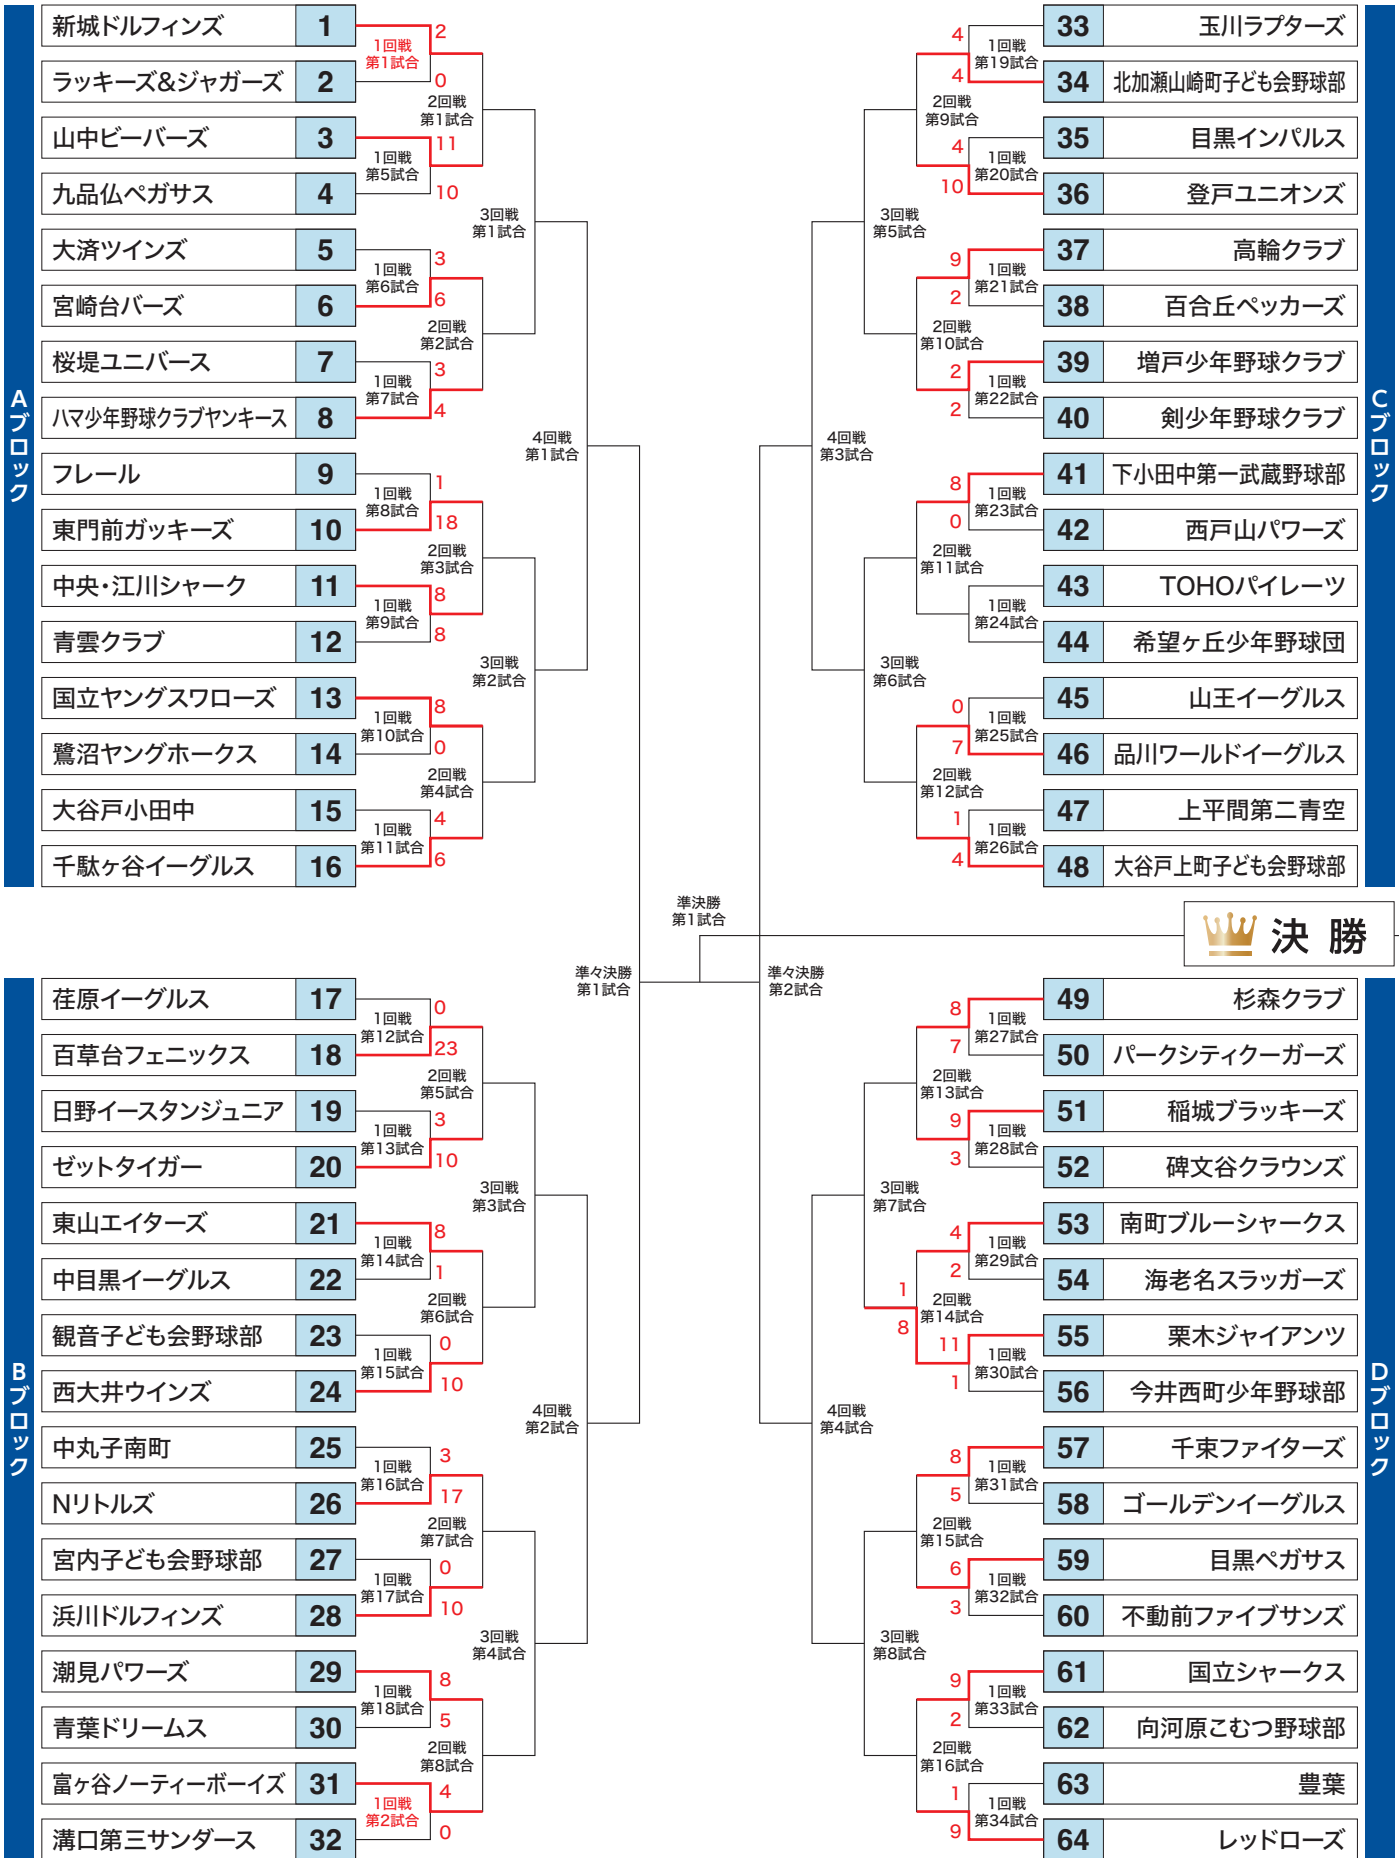 Aブロック
新城ドルフィンズ 1
ラッキーズ&ジャガーズ 2
山中ビーバーズ 3
九品仏ペガサス 4
大済ツインズ 5
宮崎台バーズ 6
桜堤ユニバース 7
ハマ少年野球クラブヤンキース 8
フレール 9
東門前ガッキーズ 10
中央・江川シャーク 11
青雲クラブ 12
国立ヤングスワローズ 13
鷺沼ヤングホークス 14
大谷戸小田中 15
千駄ヶ谷イーグルス 16
1回戦
第1試合
2
0
1回戦
第5試合
11
10
1回戦
第6試合
3
6
1回戦
第7試合
3
4
1回戦
第8試合
1
18
1回戦
第9試合
8
8
1回戦
第10試合
8
0
1回戦
第11試合
4
6
2回戦
第1試合
2回戦
第2試合
2回戦
第3試合
2回戦
第4試合
3回戦
第1試合
3回戦
第2試合
4回戦
第1試合
Bブロック
荏原イーグルス 17
百草台フェニックス 18
日野イースタンジュニア 19
ゼットタイガー 20
東山エイターズ 21
中目黒イーグルス 22
観音子ども会野球部 23
西大井ウインズ 24
中丸子南町 25
Nリトルズ 26
宮内子ども会野球部 27
浜川ドルフィンズ 28
潮見パワーズ 29
青葉ドリームス 30
富ヶ谷ノーティーボーイズ 31
溝口第三サンダース 32
1回戦
第12試合
0
23
1回戦
第13試合
3
10
1回戦
第14試合
8
1
1回戦
第15試合
0
10
1回戦
第16試合
3
17
1回戦
第17試合
0
10
1回戦
第18試合
8
5
1回戦
第2試合
4
0
2回戦
第5試合
2回戦
第6試合
2回戦
第7試合
2回戦
第8試合
3回戦
第3試合
3回戦
第4試合
4回戦
第2試合
準々決勝
第1試合
準決勝
第1試合
準々決勝
第2試合
決勝
Cブロック
33 玉川ラプターズ
34 北加瀬山崎町子ども会野球部
35 目黒インパルス
36 登戸ユニオンズ
37 高輪クラブ
38 百合丘ペッカーズ
39 増戸少年野球クラブ
40 剣少年野球クラブ
41 下小田中第一武蔵野球部
42 西戸山パワーズ
43 TOHOパイレーツ
44 希望ヶ丘少年野球団
45 山王イーグルス
46 品川ワールドイーグルス
47 上平間第二青空
48 大谷戸上町子ども会野球部
4
4
1回戦
第19試合
4
10
1回戦
第20試合
9
2
1回戦
第21試合
2
2
1回戦
第22試合
8
0
1回戦
第23試合
1回戦
第24試合
0
7
1回戦
第25試合
1
4
1回戦
第26試合
2回戦
第9試合
2回戦
第10試合
2回戦
第11試合
2回戦
第12試合
3回戦
第5試合
3回戦
第6試合
4回戦
第3試合
Dブロック
49 杉森クラブ
50 パークシティクーガーズ
51 稲城ブラッキーズ
52 碑文谷クラウンズ
53 南町ブルーシャークス
54 海老名スラッガーズ
55 栗木ジャイアンツ
56 今井西町少年野球部
57 千束ファイターズ
58 ゴールデンイーグルス
59 目黒ペガサス
60 不動前ファイブサンズ
61 国立シャークス
62 向河原こむつ野球部
63 豊葉
64 レッドローズ
8
7
1回戦
第27試合
9
3
1回戦
第28試合
4
2
1回戦
第29試合
11
1
1回戦
第30試合
8
5
1回戦
第31試合
6
3
1回戦
第32試合
9
2
1回戦
第33試合
1
9
1回戦
第34試合
2回戦
第13試合
1
8
2回戦
第14試合
2回戦
第15試合
2回戦
第16試合
3回戦
第7試合
3回戦
第8試合
4回戦
第4試合